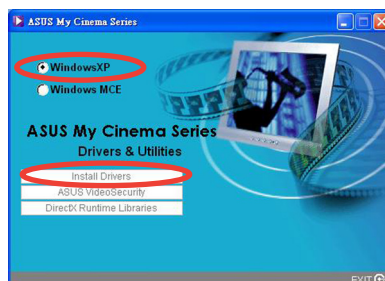 ASUS My Cinema Series
WindowsXP
Windows MCE
ASUS My Cinema Series
Drivers & Utilities
Install Drivers
ASUS VideoSecurity
DirectX Runtime Libraries
EXIT